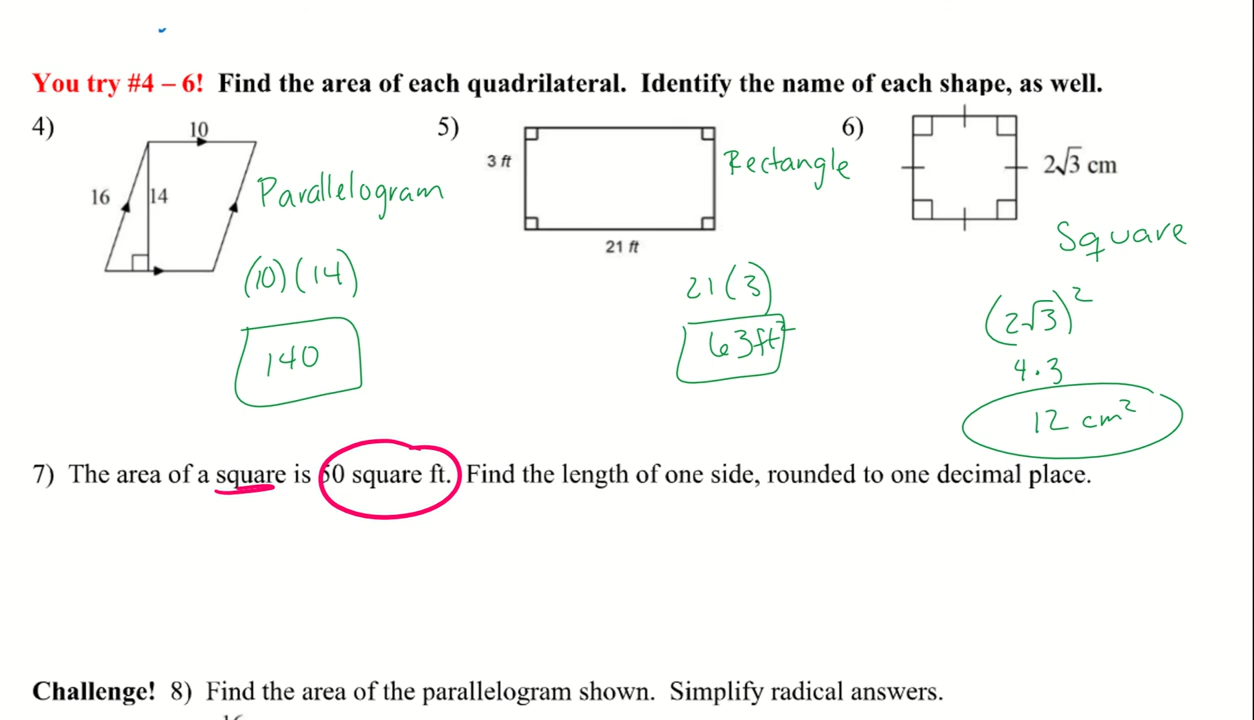 You try #4 – 6! Find the area of each quadrilateral. Identify the name of each shape, as well.
4) 5) 6)
10
16
14
Parallelogram
(10)(14)
140
3 ft
21 ft
Rectangle
21(3)
63ft²
2√3 cm
Square
(2√3)²
4·3
12 cm²
7) The area of a square is 50 square ft. Find the length of one side, rounded to one decimal place.
Challenge! 8) Find the area of the parallelogram shown. Simplify radical answers.